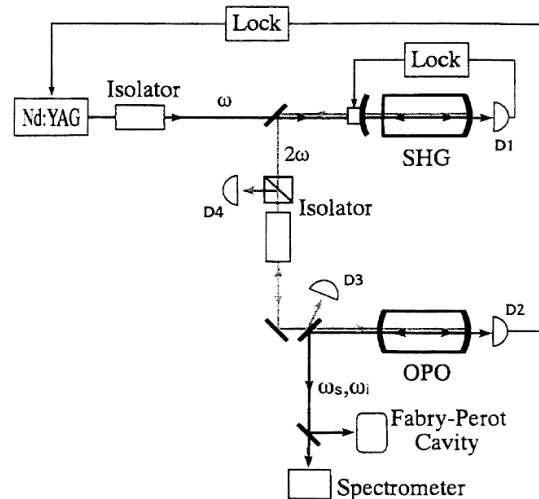 Lock
Isolator
Lock
Nd:YAG
ω
SHG
D1
2ω
D4
Isolator
D3
D2
OPO
ωs,ωi
Fabry-Perot
Cavity
Spectrometer